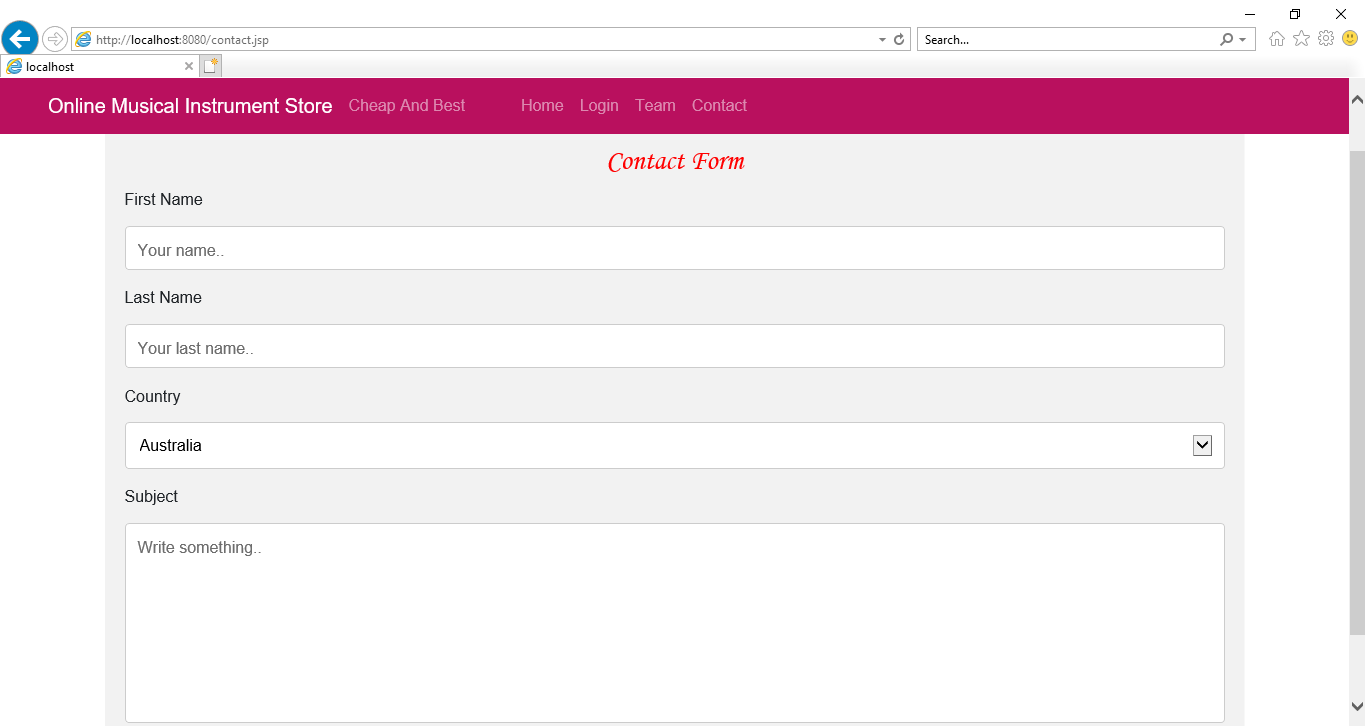 http://localhost:8080/contact.jsp Search...
localhost
Online Musical Instrument Store Cheap And Best Home Login Team Contact
Contact Form
First Name
Your name..
Last Name
Your last name..
Country
Australia
Subject
Write something..